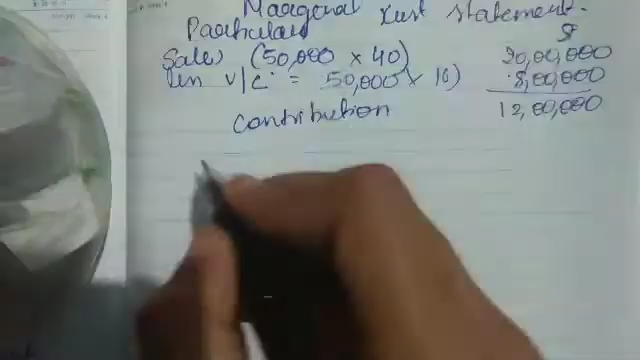 Marginal Cost Statement.
Particulars ₹
Sales (50,000 × 40) 20,00,000
Less V/C = 50,000 × 16) 8,00,000
Contribution 12,00,000